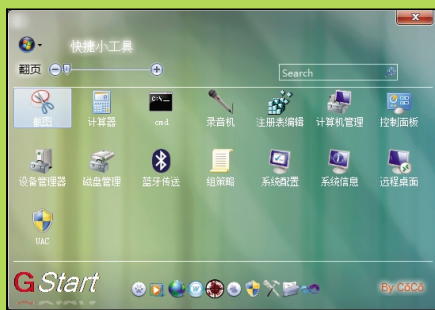 快捷小工具
翻页
Search
截图 计算器 cmd 录音机 注册表编辑 计算机管理 控制面板
设备管理器 磁盘管理 蓝牙传送 组策略 系统配置 系统信息 远程桌面
UAC
GStart
By CōCō